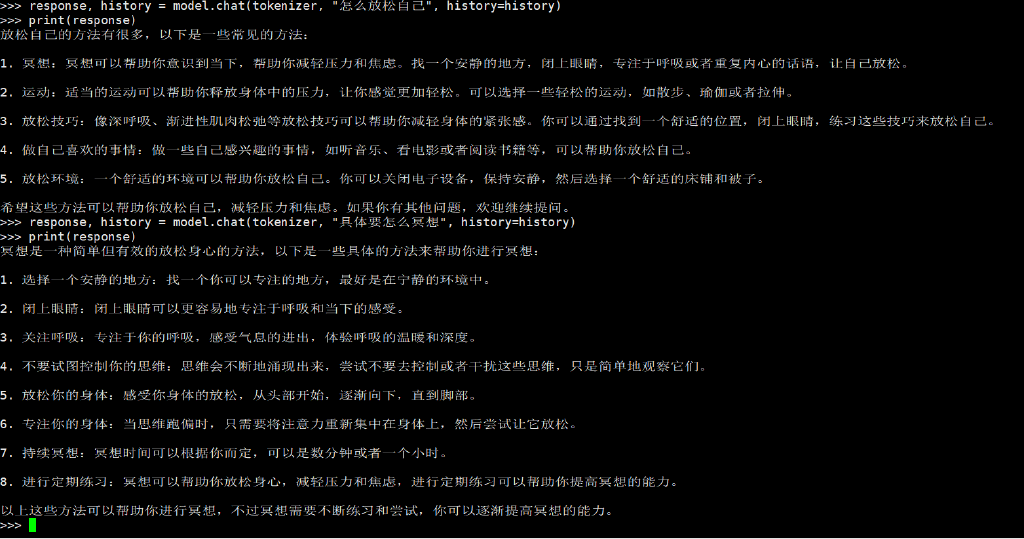 >>> response, history = model.chat(tokenizer, "怎么放松自己", history=history)
>>> print(response)
放松自己的方法有很多，以下是一些常见的方法：
1. 冥想：冥想可以帮助你意识到当下，帮助你减轻压力和焦虑。找一个安静的地方，闭上眼睛，专注于呼吸或者重复内心的话语，让自己放松。
2. 运动：适当的运动可以帮助你释放身体中的压力，让你感觉更加轻松。可以选择一些轻松的运动，如散步、瑜伽或者拉伸。
3. 放松技巧：像深呼吸、渐进性肌肉松弛等放松技巧可以帮助你减轻身体的紧张感。你可以通过找到一个舒适的位置，闭上眼睛，练习这些技巧来放松自己。
4. 做自己喜欢的事情：做一些自己感兴趣的事情，如听音乐、看电影或者阅读书籍等，可以帮助你放松自己。
5. 放松环境：一个舒适的环境可以帮助你放松自己。你可以关闭电子设备，保持安静，然后选择一个舒适的床铺和被子。
希望这些方法可以帮助你放松自己，减轻压力和焦虑。如果你有其他问题，欢迎继续提问。
>>> response, history = model.chat(tokenizer, "具体要怎么冥想", history=history)
>>> print(response)
冥想是一种简单但有效的放松身心的方法，以下是一些具体的方法来帮助你进行冥想：
1. 选择一个安静的地方：找一个你可以专注的地方，最好是在宁静的环境中。
2. 闭上眼睛：闭上眼睛可以更容易地专注于呼吸和当下的感受。
3. 关注呼吸：专注于你的呼吸，感受气息的进出，体验呼吸的温暖和深度。
4. 不要试图控制你的思维：思维会不断地涌现出来，尝试不要去控制或者干扰这些思维，只是简单地观察它们。
5. 放松你的身体：感受你身体的放松，从头部开始，逐渐向下，直到脚部。
6. 专注你的身体：当思维跑偏时，只需要将注意力重新集中在身体上，然后尝试让它放松。
7. 持续冥想：冥想时间可以根据你而定，可以是数分钟或者一个小时。
8. 进行定期练习：冥想可以帮助你放松身心，减轻压力和焦虑，进行定期练习可以帮助你提高冥想的能力。
以上这些方法可以帮助你进行冥想，不过冥想需要不断练习和尝试，你可以逐渐提高冥想的能力。
>>>